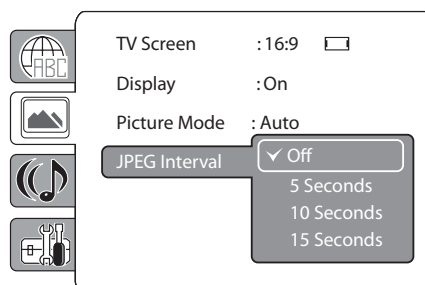 ABC
TV Screen :16:9
Display :On
Picture Mode : Auto
JPEG Interval
Off
5 Seconds
10 Seconds
15 Seconds